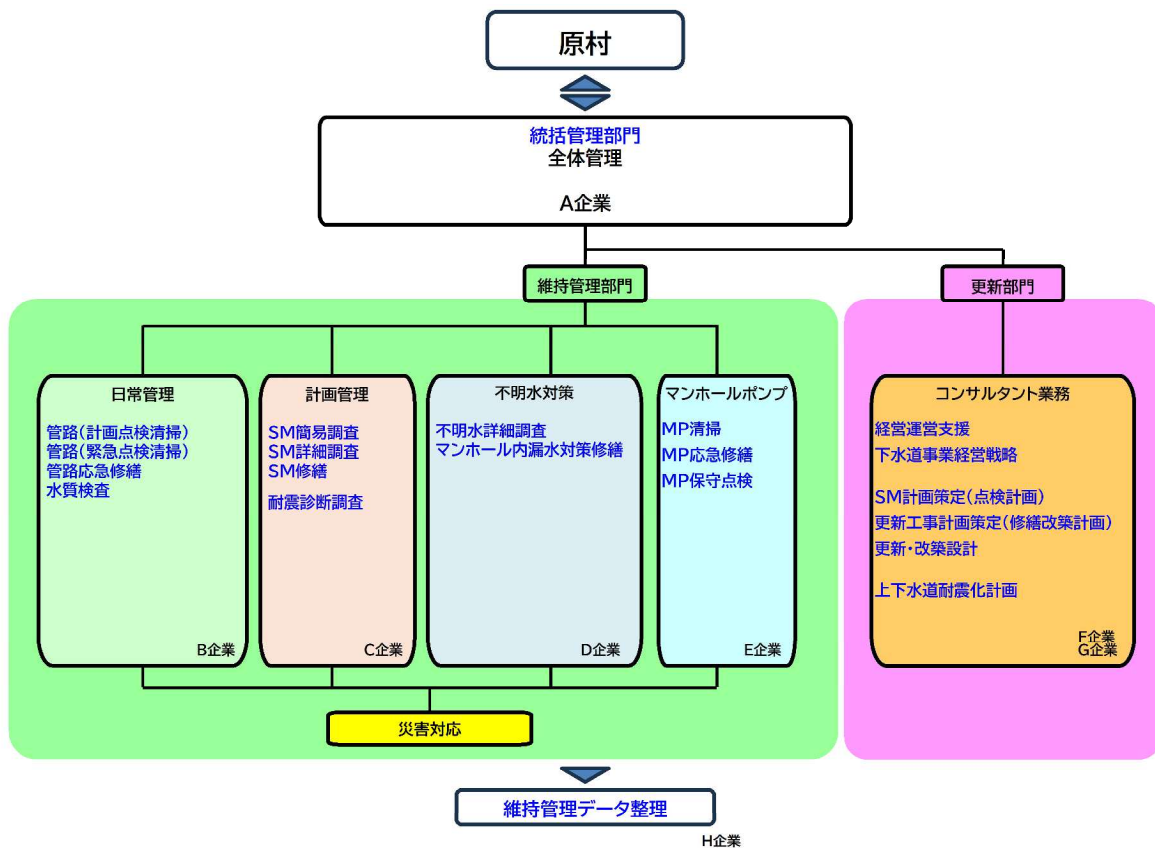 原村
統括管理部門
全体管理
A企業
維持管理部門
更新部門
日常管理
管路(計画点検清掃)
管路(緊急点検清掃)
管路応急修繕
水質検査
B企業
計画管理
SM簡易調査
SM詳細調査
SM修繕
耐震診断調査
C企業
不明水対策
不明水詳細調査
マンホール内漏水対策修繕
D企業
マンホールポンプ
MP清掃
MP応急修繕
MP保守点検
E企業
コンサルタント業務
経営運営支援
下水道事業経営戦略
SM計画策定(点検計画)
更新工事計画策定(修繕改築計画)
更新・改築設計
上下水道耐震化計画
F企業
G企業
災害対応
維持管理データ整理
H企業